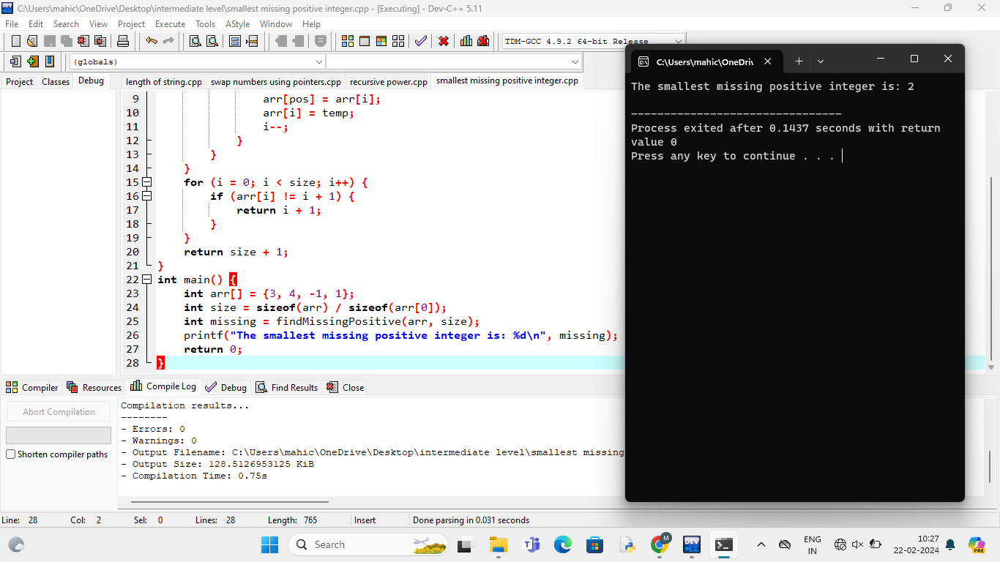 C:\Users\mahic\OneDrive\Desktop\intermediate level\smallest missing positive integer.cpp - [Executing] - Dev-C++ 5.11
File Edit Search View Project Execute Tools AStyle Window Help
TDM-GCC 4.9.2 64-bit Release
(globals)
Project Classes Debug
length of string.cpp swap numbers using pointers.cpp recursive power.cpp smallest missing positive integer.cpp
9 arr[pos] = arr[i];
10 arr[i] = temp;
11 i--;
12 }
13 }
14 }
15 for (i = 0; i < size; i++) {
16 if (arr[i] != i + 1) {
17 return i + 1;
18 }
19 }
20 return size + 1;
21 }
22 int main() {
23 int arr[] = {3, 4, -1, 1};
24 int size = sizeof(arr) / sizeof(arr[0]);
25 int missing = findMissingPositive(arr, size);
26 printf("The smallest missing positive integer is: %d\n", missing);
27 return 0;
28 }
C:\Users\mahic\OneDri
The smallest missing positive integer is: 2
--------------------------------
Process exited after 0.1437 seconds with return
value 0
Press any key to continue . . .
Compiler Resources Compile Log Debug Find Results Close
Abort Compilation
Shorten compiler paths
Compilation results...
--------
- Errors: 0
- Warnings: 0
- Output Filename: C:\Users\mahic\OneDrive\Desktop\intermediate level\smallest missing
- Output Size: 128.5126953125 KiB
- Compilation Time: 0.75s
Line: 28 Col: 2 Sel: 0 Lines: 28 Length: 765 Insert Done parsing in 0.031 seconds
Search
M
DEV
ENG
IN
10:27
22-02-2024
PRE